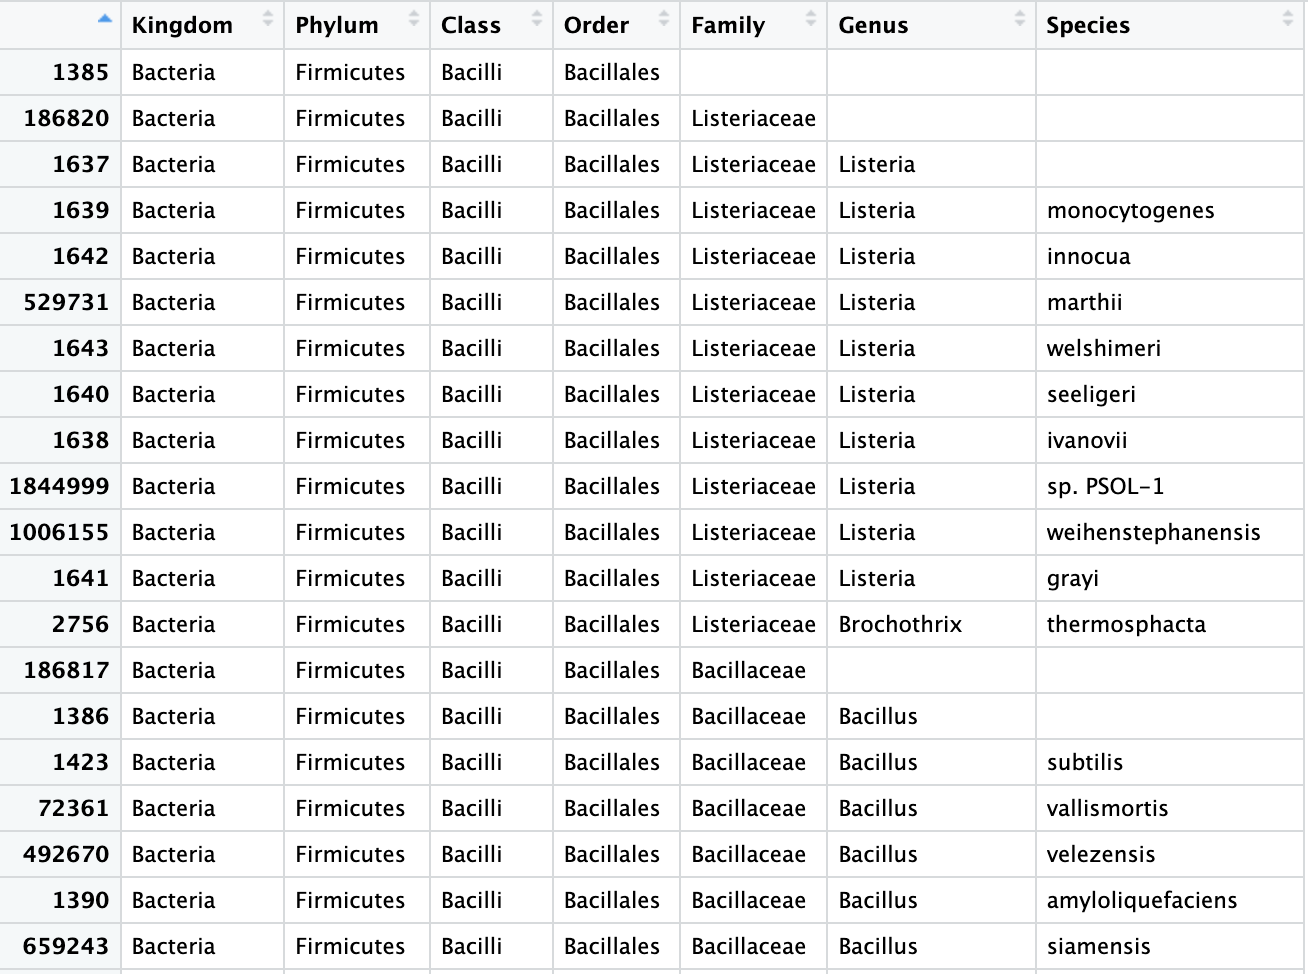 Kingdom Phylum Class Order Family Genus Species
1385 Bacteria Firmicutes Bacilli Bacillales
186820 Bacteria Firmicutes Bacilli Bacillales Listeriaceae
1637 Bacteria Firmicutes Bacilli Bacillales Listeriaceae Listeria
1639 Bacteria Firmicutes Bacilli Bacillales Listeriaceae Listeria monocytogenes
1642 Bacteria Firmicutes Bacilli Bacillales Listeriaceae Listeria innocua
529731 Bacteria Firmicutes Bacilli Bacillales Listeriaceae Listeria marthii
1643 Bacteria Firmicutes Bacilli Bacillales Listeriaceae Listeria welshimeri
1640 Bacteria Firmicutes Bacilli Bacillales Listeriaceae Listeria seeligeri
1638 Bacteria Firmicutes Bacilli Bacillales Listeriaceae Listeria ivanovii
1844999 Bacteria Firmicutes Bacilli Bacillales Listeriaceae Listeria sp. PSOL-1
1006155 Bacteria Firmicutes Bacilli Bacillales Listeriaceae Listeria weihenstephanensis
1641 Bacteria Firmicutes Bacilli Bacillales Listeriaceae Listeria grayi
2756 Bacteria Firmicutes Bacilli Bacillales Listeriaceae Brochothrix thermosphacta
186817 Bacteria Firmicutes Bacilli Bacillales Bacillaceae
1386 Bacteria Firmicutes Bacilli Bacillales Bacillaceae Bacillus
1423 Bacteria Firmicutes Bacilli Bacillales Bacillaceae Bacillus subtilis
72361 Bacteria Firmicutes Bacilli Bacillales Bacillaceae Bacillus vallismortis
492670 Bacteria Firmicutes Bacilli Bacillales Bacillaceae Bacillus velezensis
1390 Bacteria Firmicutes Bacilli Bacillales Bacillaceae Bacillus amyloliquefaciens
659243 Bacteria Firmicutes Bacilli Bacillales Bacillaceae Bacillus siamensis